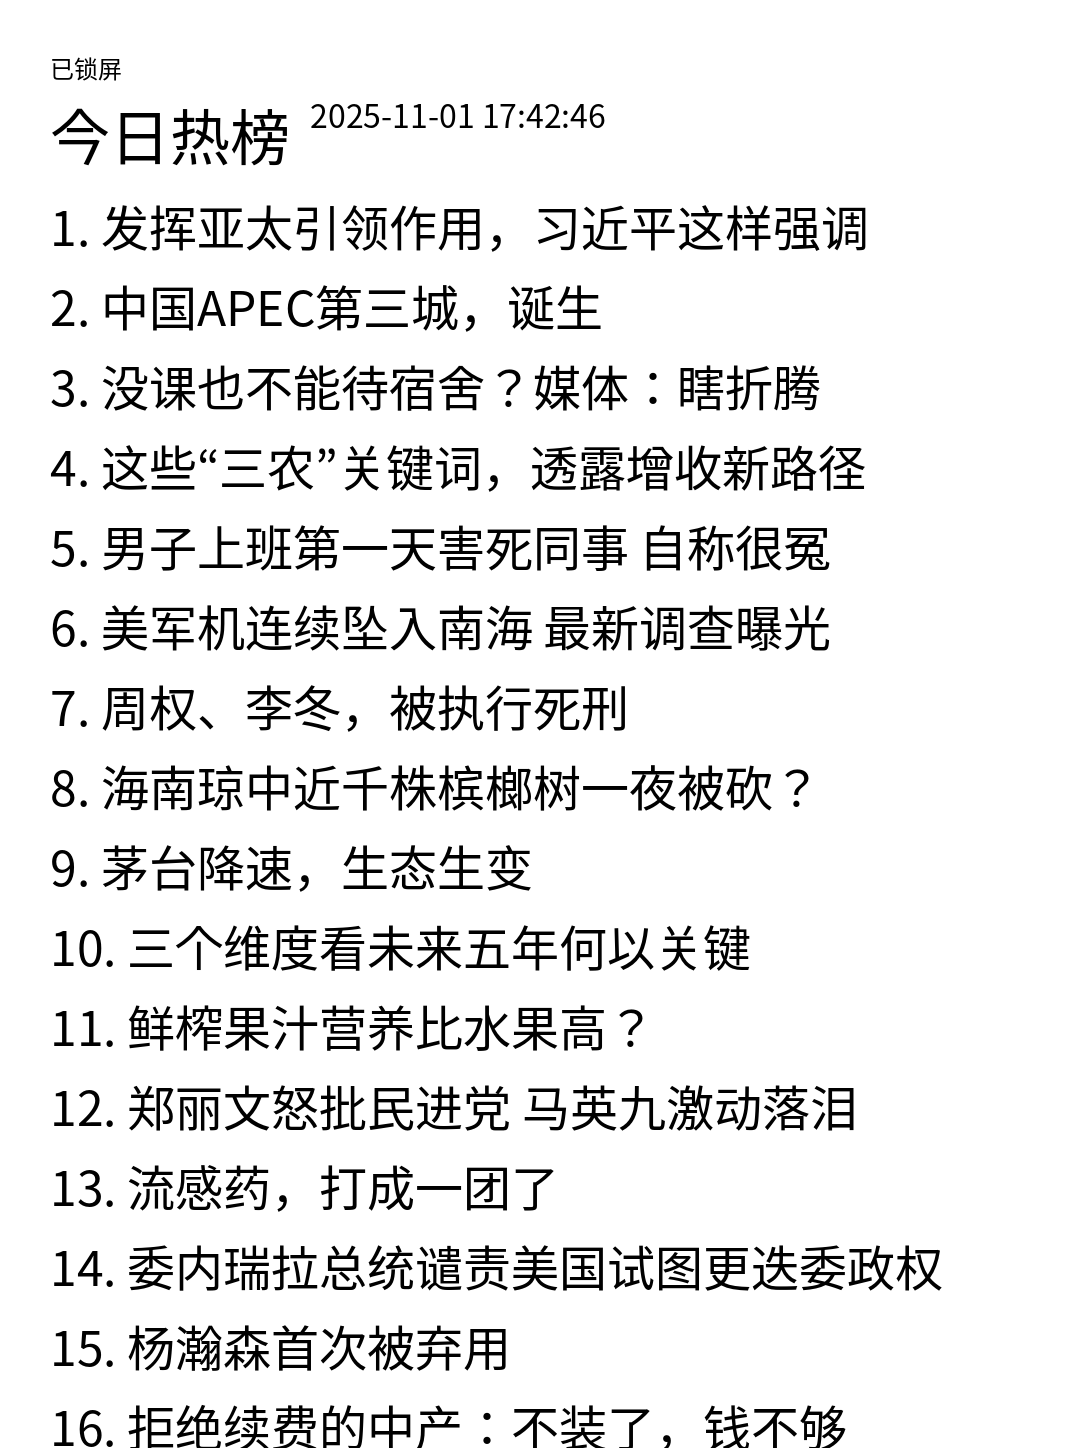 已锁屏
今日热榜 2025-11-01 17:42:46
1. 发挥亚太引领作用，习近平这样强调
2. 中国APEC第三城，诞生
3. 没课也不能待宿舍？媒体：瞎折腾
4. 这些“三农”关键词，透露增收新路径
5. 男子上班第一天害死同事 自称很冤
6. 美军机连续坠入南海 最新调查曝光
7. 周权、李冬，被执行死刑
8. 海南琼中近千株槟榔树一夜被砍？
9. 茅台降速，生态生变
10. 三个维度看未来五年何以关键
11. 鲜榨果汁营养比水果高？
12. 郑丽文怒批民进党 马英九激动落泪
13. 流感药，打成一团了
14. 委内瑞拉总统谴责美国试图更迭委政权
15. 杨瀚森首次被弃用
16. 拒绝续费的中产：不装了，钱不够